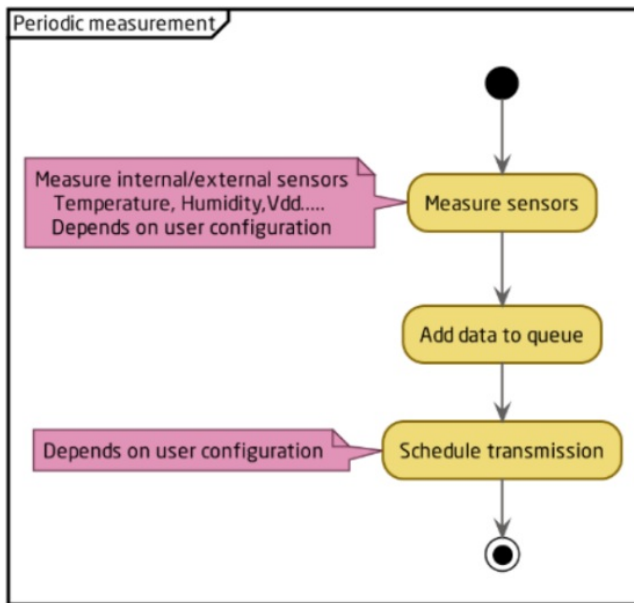 Periodic measurement
Measure internal/external sensors
Temperature, Humidity,Vdd.....
Depends on user configuration
Measure sensors
Add data to queue
Depends on user configuration
Schedule transmission